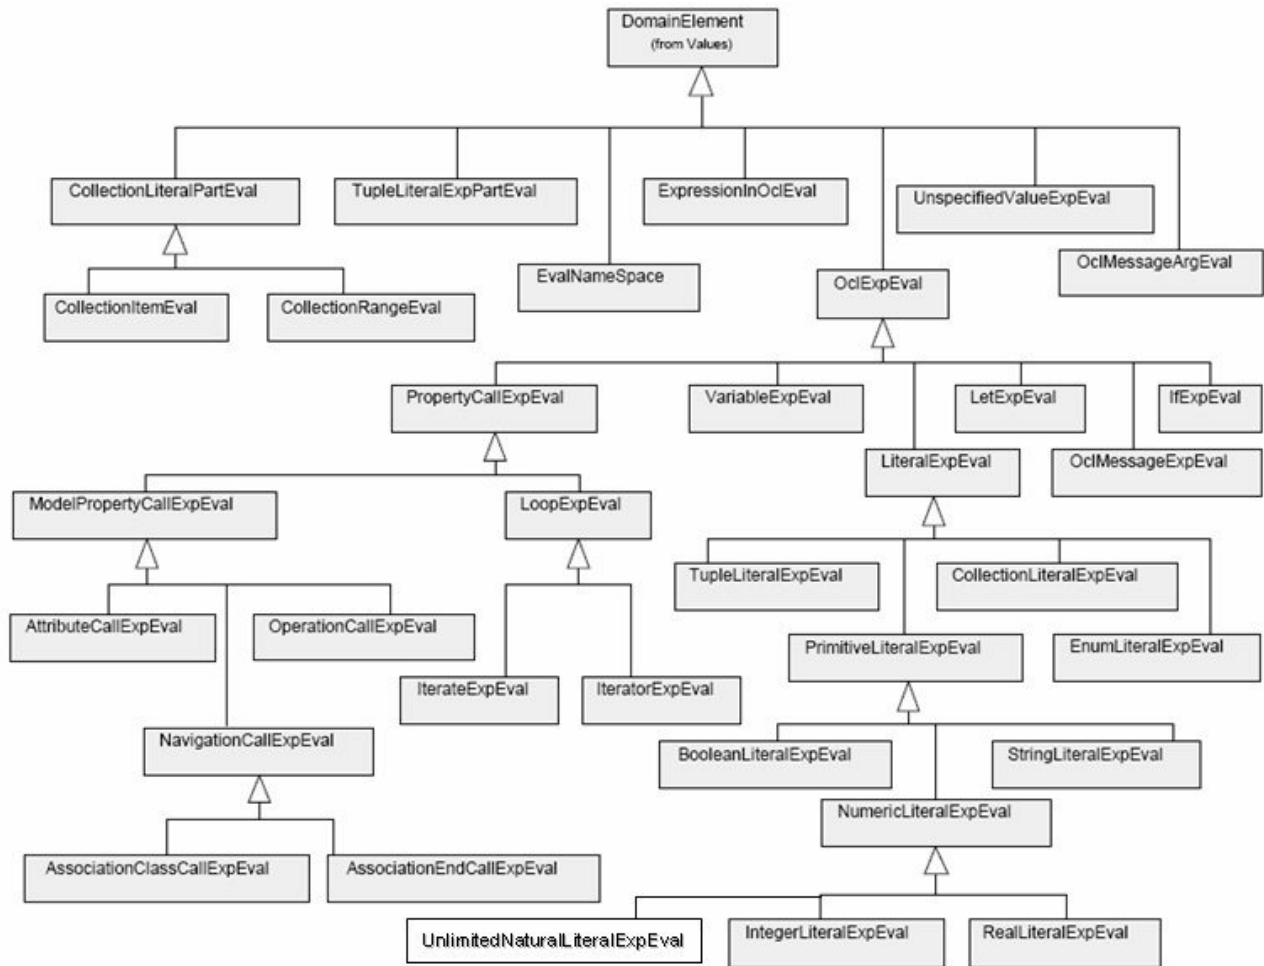 DomainElement
(from Values)
CollectionLiteralPartEval
TupleLiteralExpPartEval
ExpressionInOclEval
UnspecifiedValueExpEval
EvalNameSpace
OclExpEval
OclMessageArgEval
CollectionItemEval
CollectionRangeEval
PropertyCallExpEval
VariableExpEval
LetExpEval
IfExpEval
LiteralExpEval
OclMessageExpEval
ModelPropertyCallExpEval
LoopExpEval
TupleLiteralExpEval
CollectionLiteralExpEval
AttributeCallExpEval
OperationCallExpEval
PrimitiveLiteralExpEval
EnumLiteralExpEval
IterateExpEval
IteratorExpEval
NavigationCallExpEval
BooleanLiteralExpEval
StringLiteralExpEval
NumericLiteralExpEval
AssociationClassCallExpEval
AssociationEndCallExpEval
UnlimitedNaturalLiteralExpEval
IntegerLiteralExpEval
RealLiteralExpEval